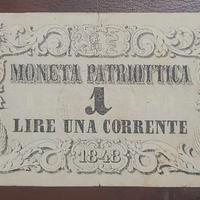 MONETA PATRIOTTICA
1
LIRE UNA CORRENTE
1848